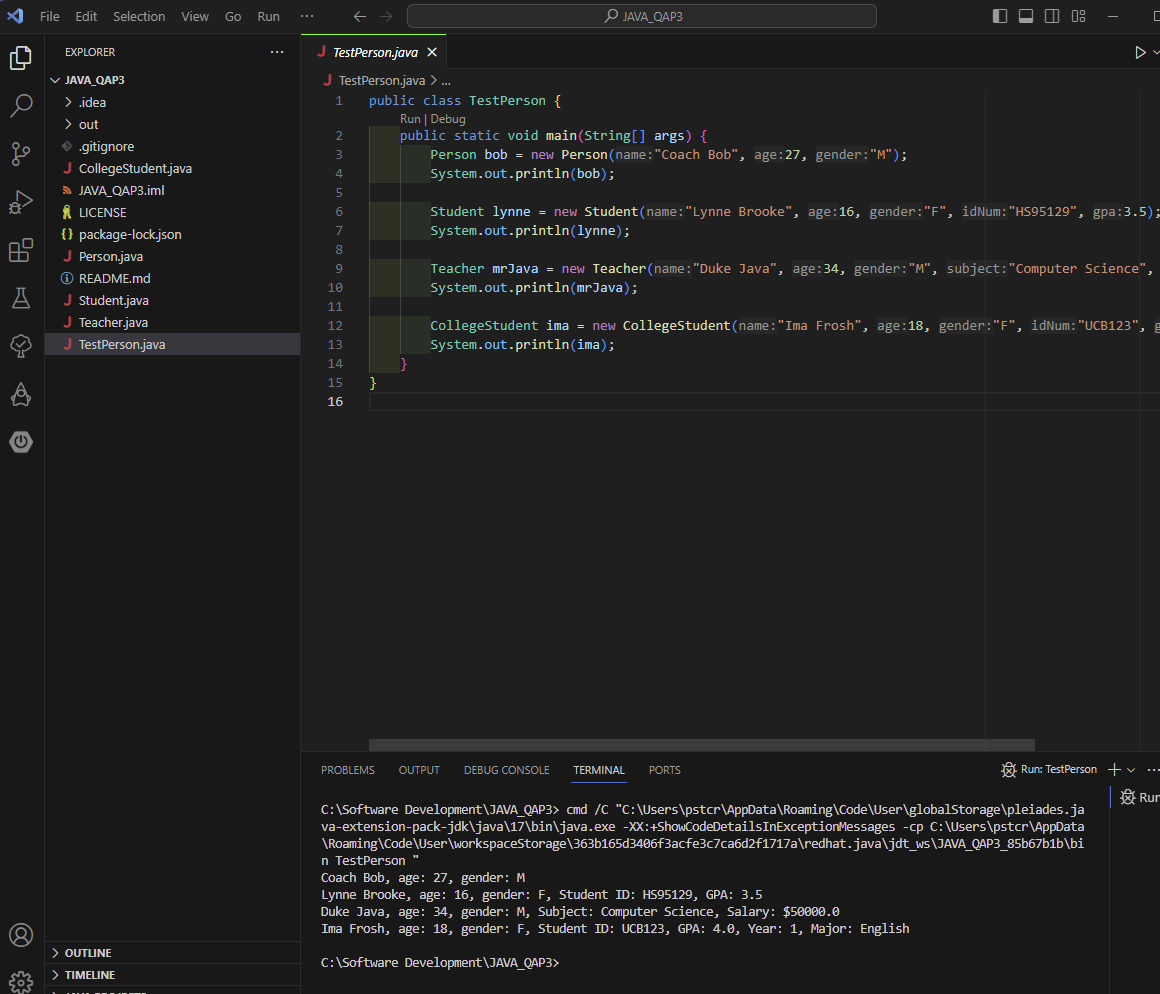 File Edit Selection View Go Run ···
JAVA_QAP3
EXPLORER
JAVA_QAP3
.idea
out
.gitignore
CollegeStudent.java
JAVA_QAP3.iml
LICENSE
package-lock.json
Person.java
README.md
Student.java
Teacher.java
TestPerson.java
OUTLINE
TIMELINE
TestPerson.java
TestPerson.java > ...
1 public class TestPerson {
Run | Debug
2 public static void main(String[] args) {
3 Person bob = new Person(name:"Coach Bob", age:27, gender:"M");
4 System.out.println(bob);
5
6 Student lynne = new Student(name:"Lynne Brooke", age:16, gender:"F", idNum:"HS95129", gpa:3.5);
7 System.out.println(lynne);
8
9 Teacher mrJava = new Teacher(name:"Duke Java", age:34, gender:"M", subject:"Computer Science",
10 System.out.println(mrJava);
11
12 CollegeStudent ima = new CollegeStudent(name:"Ima Frosh", age:18, gender:"F", idNum:"UCB123",
13 System.out.println(ima);
14 }
15 }
16
PROBLEMS OUTPUT DEBUG CONSOLE TERMINAL PORTS
Run: TestPerson
Run
C:\Software Development\JAVA_QAP3> cmd /C "C:\Users\pstcr\AppData\Roaming\Code\User\globalStorage\pleiades.ja
va-extension-pack-jdk\java\17\bin\java.exe -XX:+ShowCodeDetailsInExceptionMessages -cp C:\Users\pstcr\AppData
\Roaming\Code\User\workspaceStorage\363b165d3406f3acfe3c7ca6d2f1717a\redhat.java\jdt_ws\JAVA_QAP3_85b67b1b\bi
n TestPerson "
Coach Bob, age: 27, gender: M
Lynne Brooke, age: 16, gender: F, Student ID: HS95129, GPA: 3.5
Duke Java, age: 34, gender: M, Subject: Computer Science, Salary: $50000.0
Ima Frosh, age: 18, gender: F, Student ID: UCB123, GPA: 4.0, Year: 1, Major: English
C:\Software Development\JAVA_QAP3>